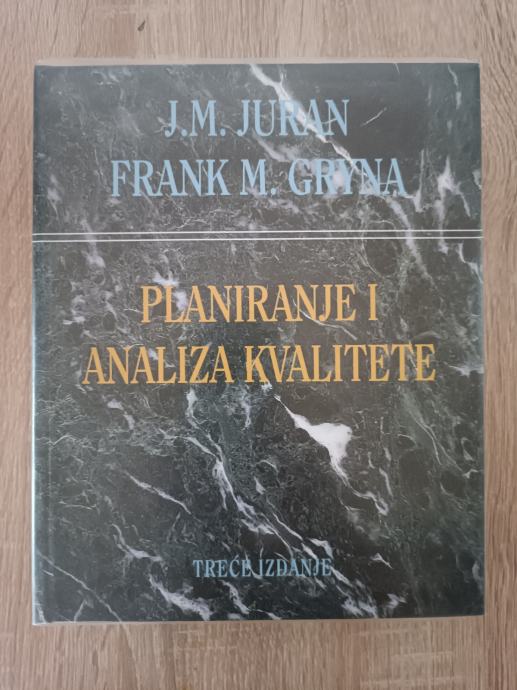 J.M. JURAN
FRANK M. GRYNA
PLANIRANJE I
ANALIZA KVALITETE
TREĆE IZDANJE